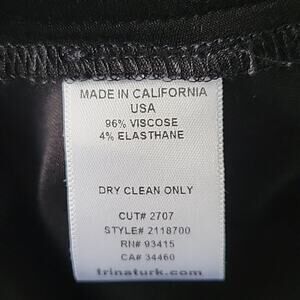 MADE IN CALIFORNIA
USA
96% VISCOSE
4% ELASTHANE
DRY CLEAN ONLY
CUT# 2707
STYLE# 2118700
RN# 93415
CA# 34460
trinaturk.com